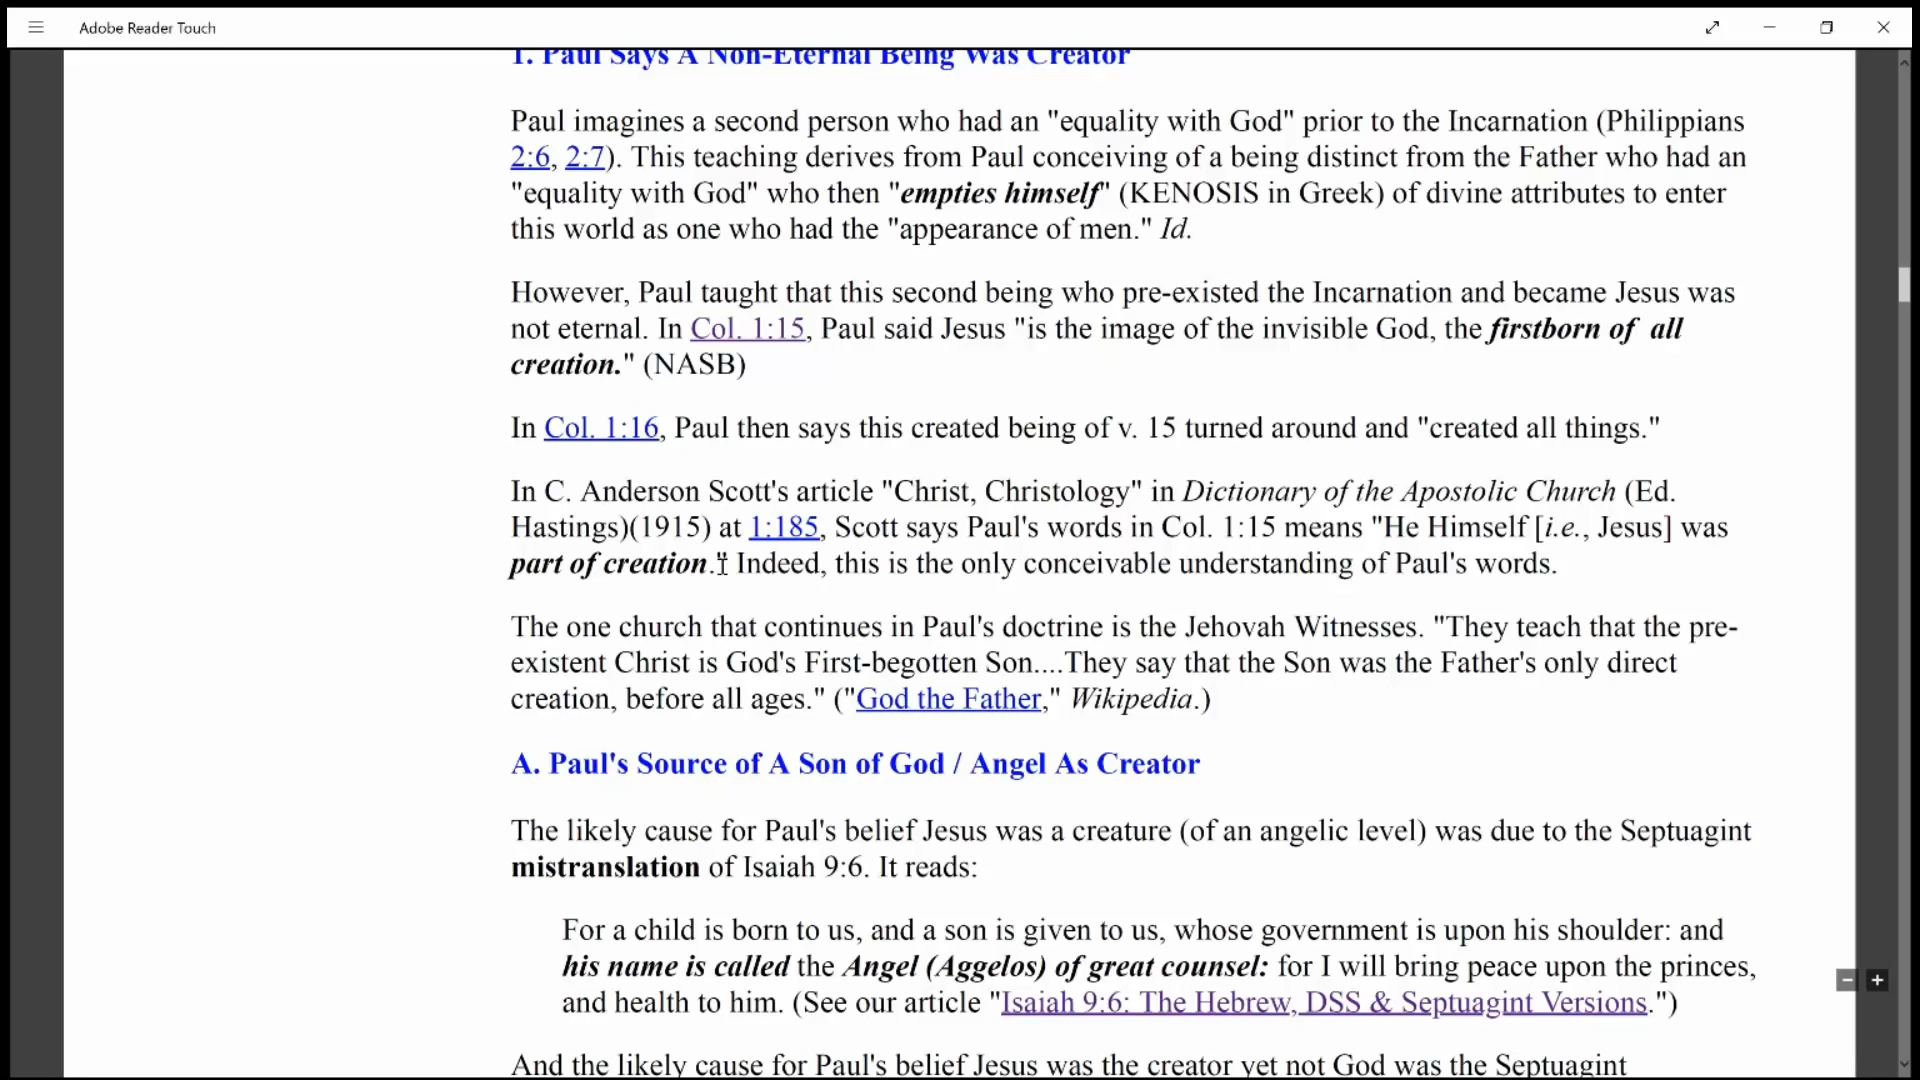 Adobe Reader Touch
1. Paul Says A Non-Eternal Being Was Creator
Paul imagines a second person who had an "equality with God" prior to the Incarnation (Philippians
2:6, 2:7). This teaching derives from Paul conceiving of a being distinct from the Father who had an
"equality with God" who then "empties himself" (KENOSIS in Greek) of divine attributes to enter
this world as one who had the "appearance of men." Id.
However, Paul taught that this second being who pre-existed the Incarnation and became Jesus was
not eternal. In Col. 1:15, Paul said Jesus "is the image of the invisible God, the firstborn of all
creation." (NASB)
In Col. 1:16, Paul then says this created being of v. 15 turned around and "created all things."
In C. Anderson Scott's article "Christ, Christology" in Dictionary of the Apostolic Church (Ed.
Hastings)(1915) at 1:185, Scott says Paul's words in Col. 1:15 means "He Himself [i.e., Jesus] was
part of creation." Indeed, this is the only conceivable understanding of Paul's words.
The one church that continues in Paul's doctrine is the Jehovah Witnesses. "They teach that the pre-
existent Christ is God's First-begotten Son....They say that the Son was the Father's only direct
creation, before all ages." ("God the Father," Wikipedia.)
A. Paul's Source of A Son of God / Angel As Creator
The likely cause for Paul's belief Jesus was a creature (of an angelic level) was due to the Septuagint
mistranslation of Isaiah 9:6. It reads:
For a child is born to us, and a son is given to us, whose government is upon his shoulder: and
his name is called the Angel (Aggelos) of great counsel: for I will bring peace upon the princes,
and health to him. (See our article "Isaiah 9:6: The Hebrew, DSS & Septuagint Versions.")
And the likely cause for Paul's belief Jesus was the creator yet not God was the Septuagint